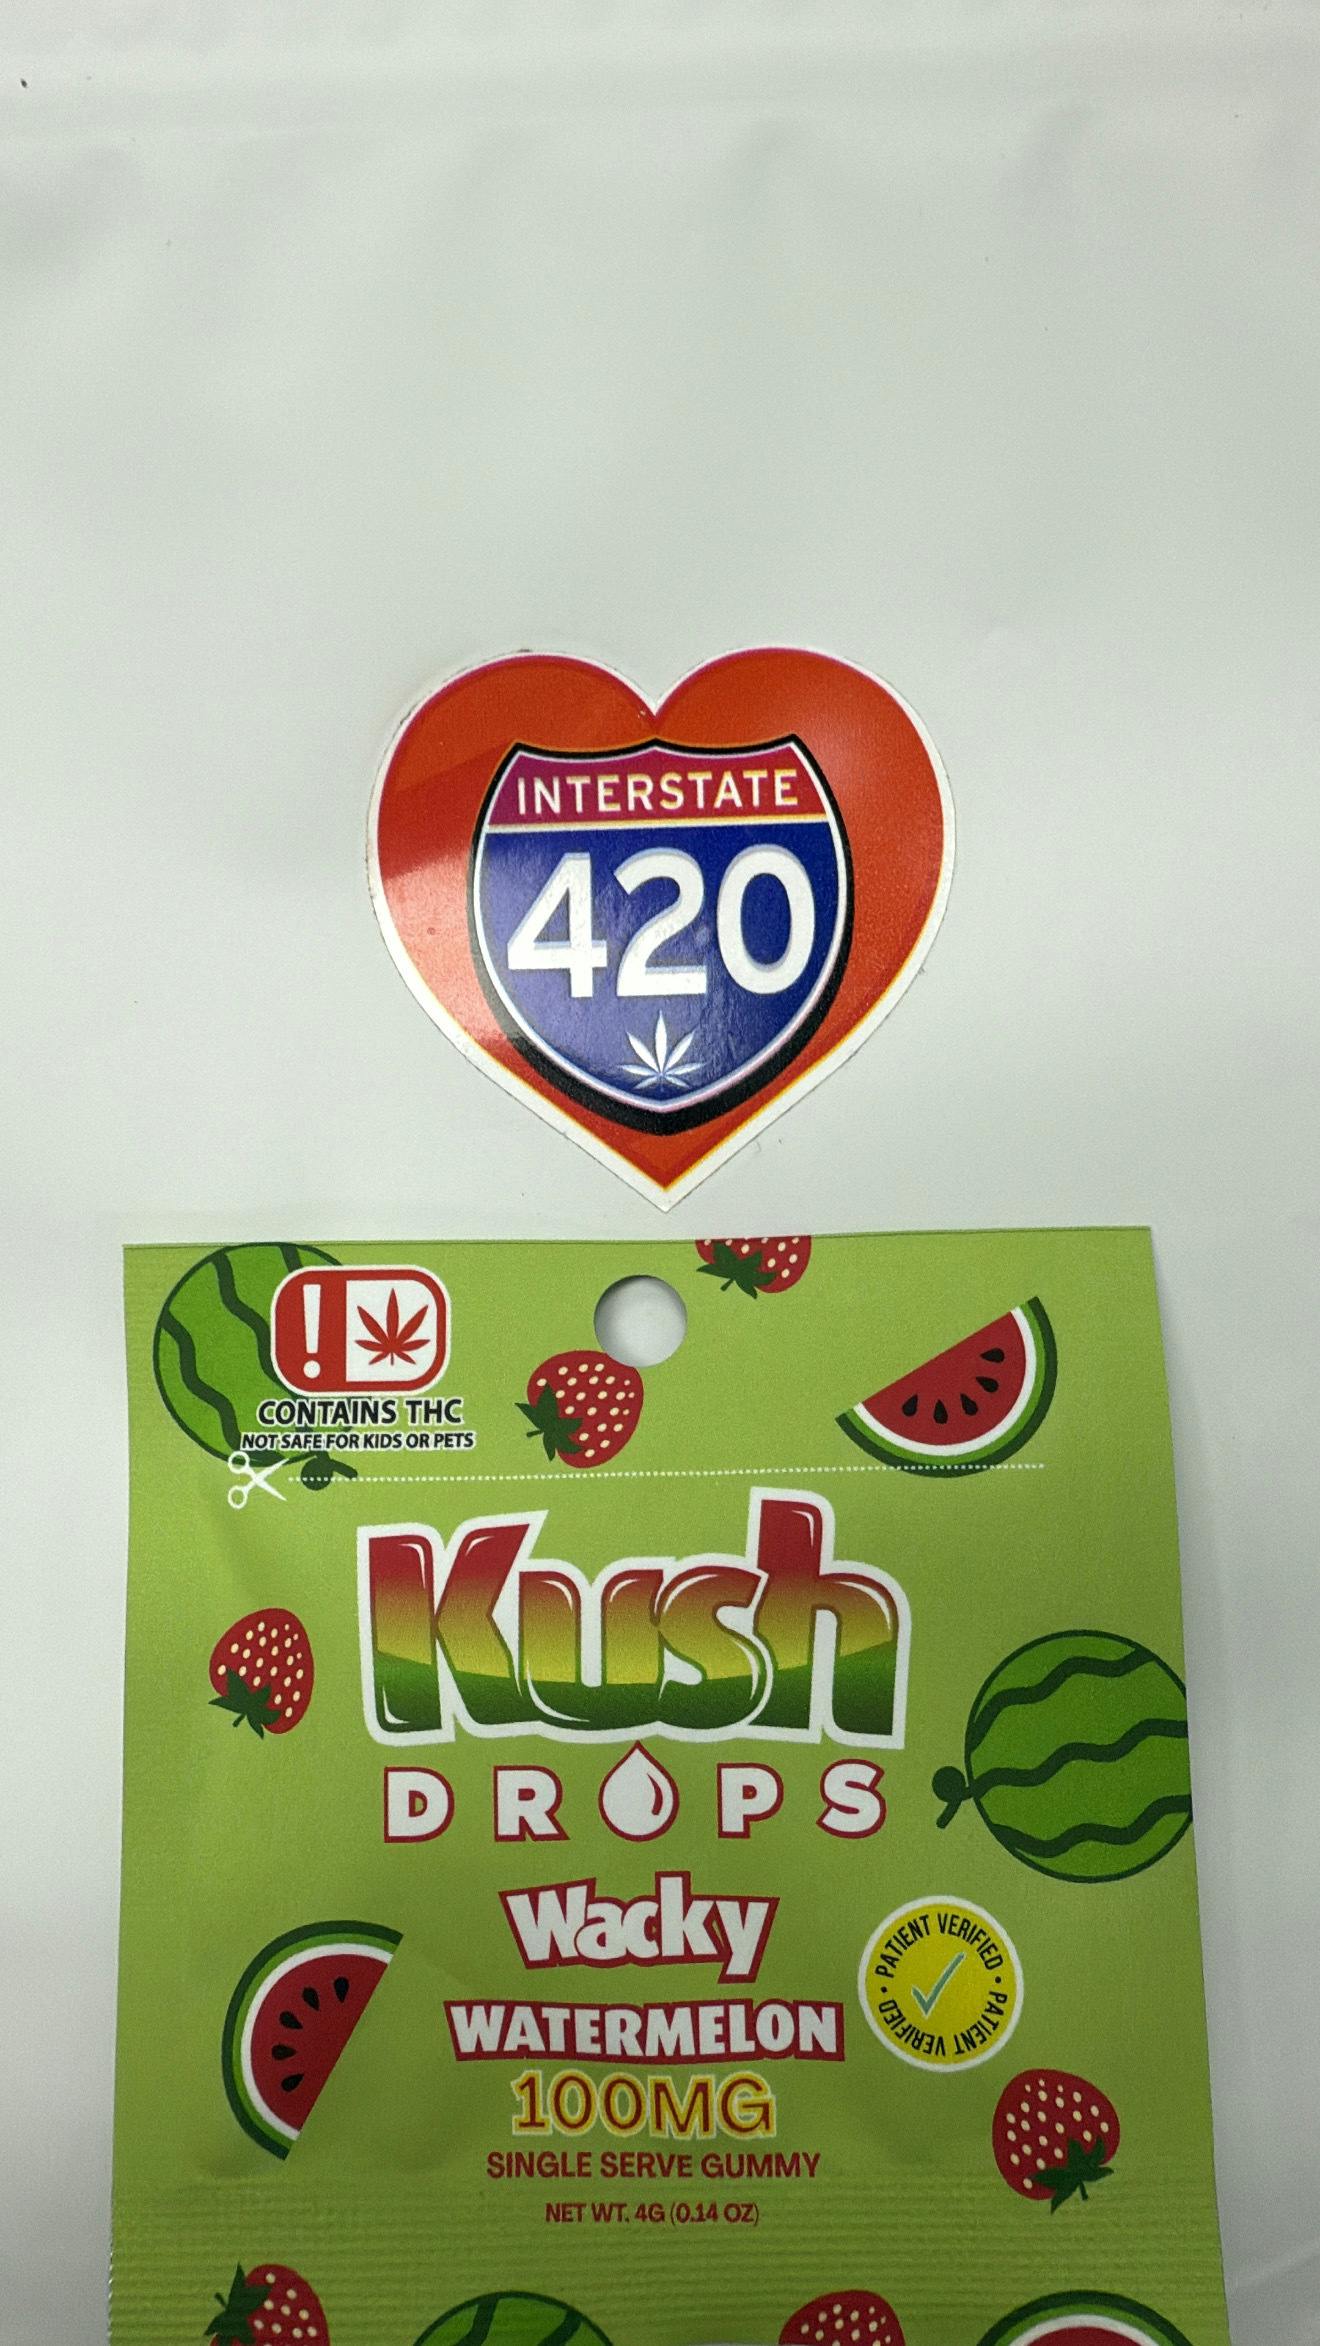 INTERSTATE
420
!
CONTAINS THC
NOT SAFE FOR KIDS OR PETS
Kush
DROPS
Wacky
WATERMELON
PATIENT VERIFIED • PATIENT VERIFIED •
100MG
SINGLE SERVE GUMMY
NET WT. 4G (0.14 OZ)